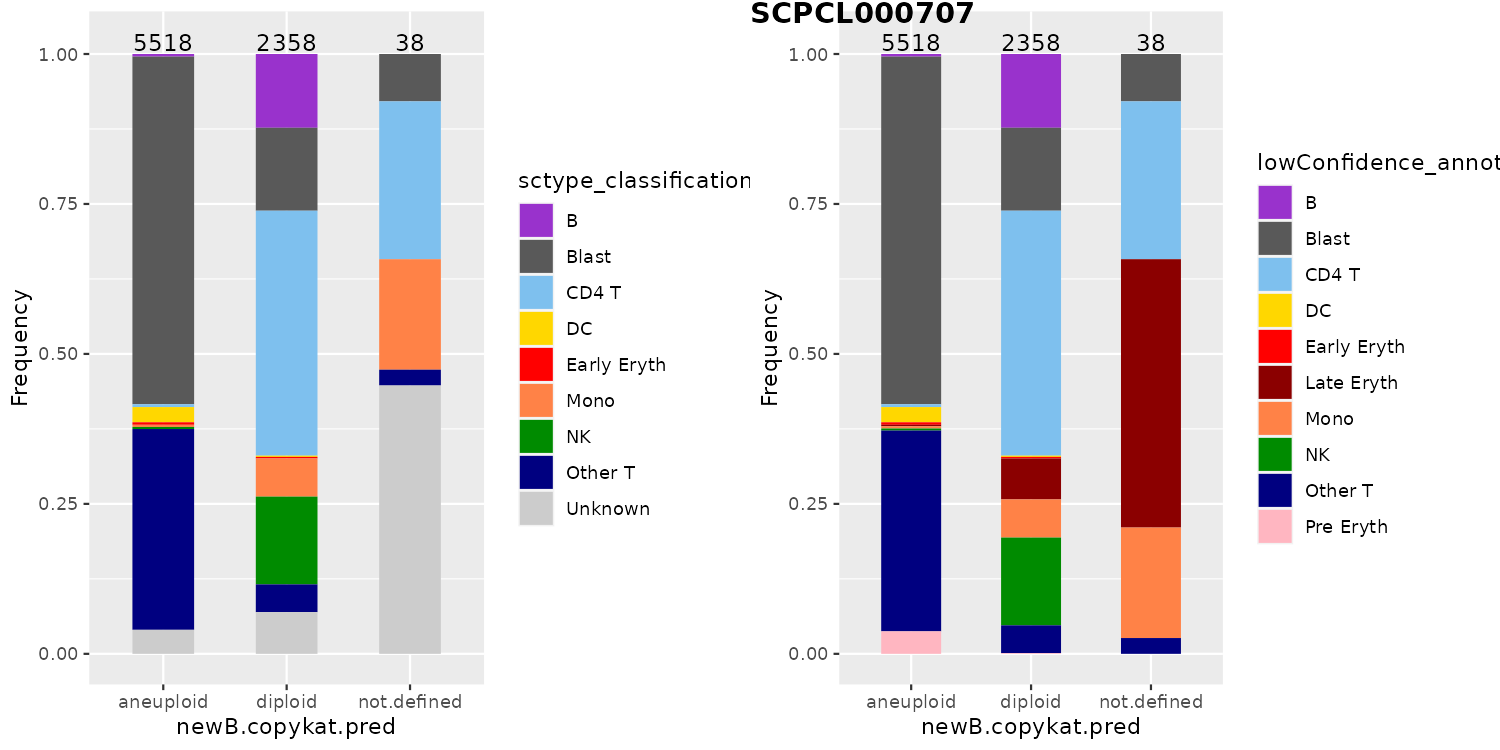 SCPCL000707
5518 2358 38
1.00
0.75
0.50
0.25
0.00
Frequency
aneuploid diploid not.defined
newB.copykat.pred
sctype_classification
B
Blast
CD4 T
DC
Early Eryth
Mono
NK
Other T
Unknown
5518 2358 38
1.00
0.75
0.50
0.25
0.00
Frequency
aneuploid diploid not.defined
newB.copykat.pred
lowConfidence_annot
B
Blast
CD4 T
DC
Early Eryth
Late Eryth
Mono
NK
Other T
Pre Eryth